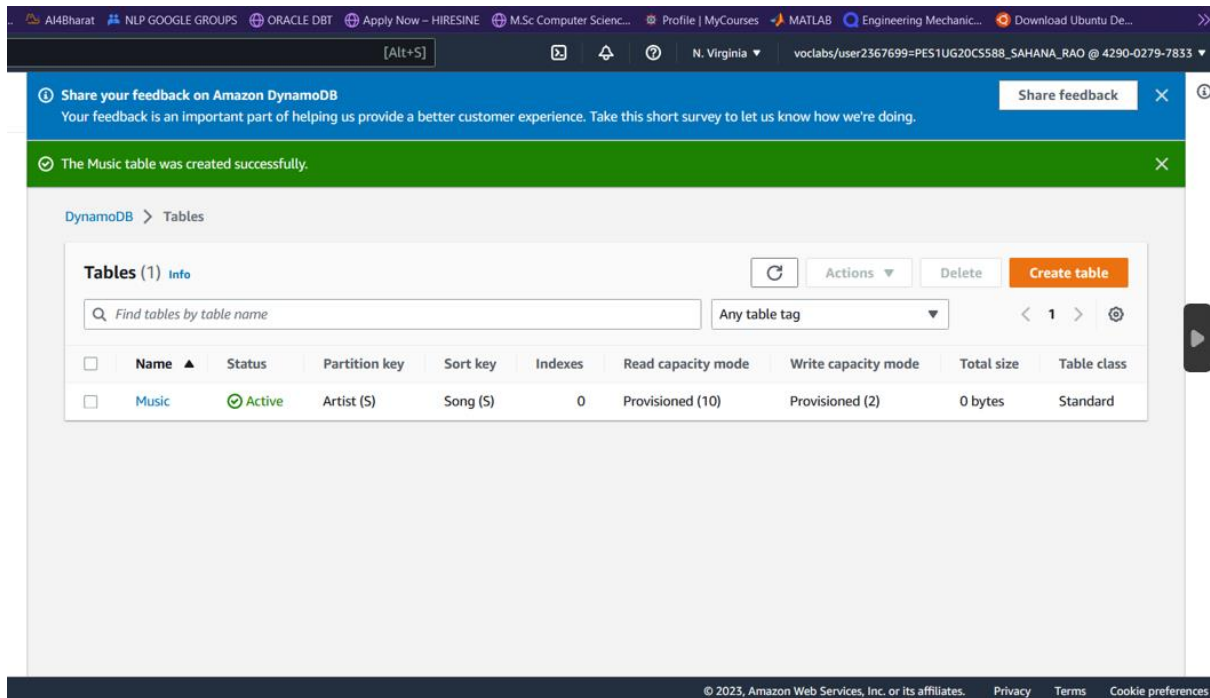 .. AI4Bharat NLP GOOGLE GROUPS ORACLE DBT Apply Now – HIRESINE M.Sc Computer Scienc... Profile | MyCourses MATLAB Engineering Mechanic... Download Ubuntu De... »
[Alt+S] N. Virginia ▼ voclabs/user2367699=PES1UG20CS588_SAHANA_RAO @ 4290-0279-7833 ▼
Share your feedback on Amazon DynamoDB
Your feedback is an important part of helping us provide a better customer experience. Take this short survey to let us know how we're doing.
Share feedback
The Music table was created successfully.
DynamoDB > Tables
Tables (1) Info
Actions ▼ Delete Create table
Find tables by table name
Any table tag ▼
< 1 >
Name ▲ Status Partition key Sort key Indexes Read capacity mode Write capacity mode Total size Table class
Music Active Artist (S) Song (S) 0 Provisioned (10) Provisioned (2) 0 bytes Standard
© 2023, Amazon Web Services, Inc. or its affiliates. Privacy Terms Cookie preferences